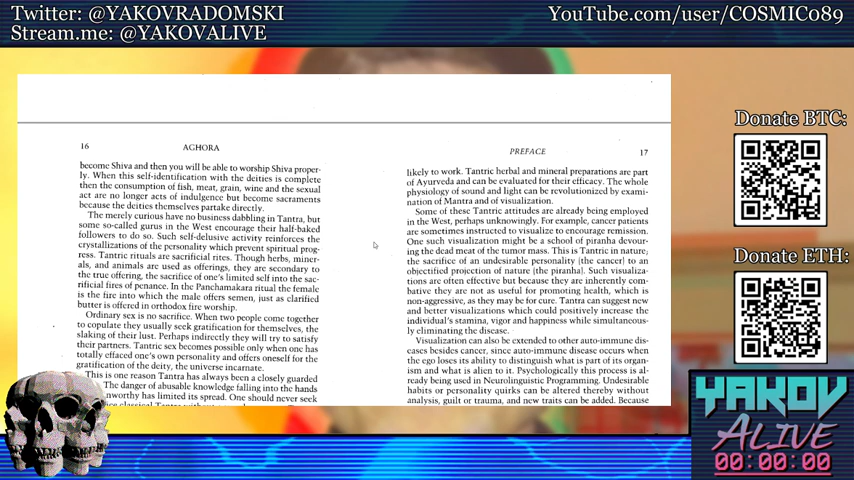 Twitter: @YAKOVRADOMSKI
Stream.me: @YAKOVALIVE
YouTube.com/user/COSMIC089
16
AGHORA
become Shiva and then you will be able to worship Shiva proper-
ly. When this self-identification with the deities is complete
then the consumption of fish, meat, grain, wine and the sexual
act are no longer acts of indulgence but become sacraments
because the deities themselves partake directly.
The merely curious have no business dabbling in Tantra, but
some so-called gurus in the West encourage their half-baked
followers to do so. Such self-delusive activity reinforces the
crystallizations of the personality which prevent spiritual prog-
ress. Tantric rituals are sacrificial rites. Though herbs, miner-
als, and animals are used as offerings, they are secondary to
the true offering, the sacrifice of one's limited self into the sac-
rificial fires of penance. In the Panchamakara ritual the female
is the fire into which the male offers semen, just as clarified
butter is offered in orthodox fire worship.
Ordinary sex is no sacrifice. When two people come together
to copulate they usually seek gratification for themselves, the
slaking of their lust. Perhaps indirectly they will try to satisfy
their partners. Tantric sex becomes possible only when one has
totally effaced one's own personality and offers oneself for the
gratification of the deity, the universe incarnate.
This is one reason Tantra has always been a closely guarded
The danger of abusable knowledge falling into the hands
nworthy has limited its spread. One should never seek
classical Tantra
PREFACE
17
likely to work. Tantric herbal and mineral preparations are part
of Ayurveda and can be evaluated for their efficacy. The whole
physiology of sound and light can be revolutionized by exami-
nation of Mantra and of visualization.
Some of these Tantric attitudes are already being employed
in the West, perhaps unknowingly. For example, cancer patients
are sometimes instructed to visualize to encourage remission.
One such visualization might be a school of piranha devour-
ing the dead meat of the tumor mass. This is Tantric in nature;
the sacrifice of an undesirable personality [the cancer] to an
objectified projection of nature [the piranha]. Such visualiza-
tions are often effective but because they are inherently com-
bative they are not as useful for promoting health, which is
non-aggressive, as they may be for cure. Tantra can suggest new
and better visualizations which could positively increase the
individual's stamina, vigor and happiness while simultaneous-
ly eliminating the disease.
Visualization can also be extended to other auto-immune dis-
eases besides cancer, since auto-immune disease occurs when
the ego loses its ability to distinguish what is part of its organ-
ism and what is alien to it. Psychologically this process is al-
ready being used in Neurolinguistic Programming. Undesirable
habits or personality quirks can be altered thereby without
analysis, guilt or trauma, and new traits can be added. Because
Donate BTC:
Donate ETH:
YAKOV
ALIVE
00:00:00